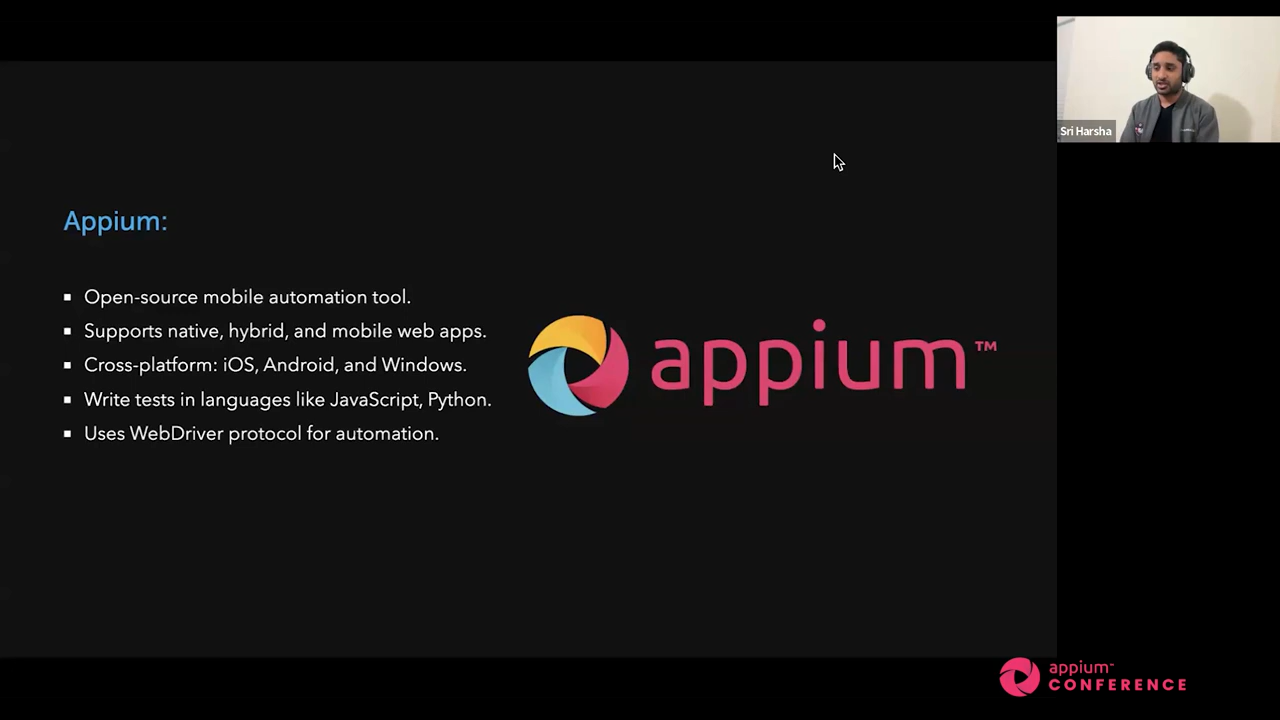 Sri Harsha
Appium:
Open-source mobile automation tool.
Supports native, hybrid, and mobile web apps.
Cross-platform: iOS, Android, and Windows.
Write tests in languages like JavaScript, Python.
Uses WebDriver protocol for automation.
appium™
appium™
CONFERENCE